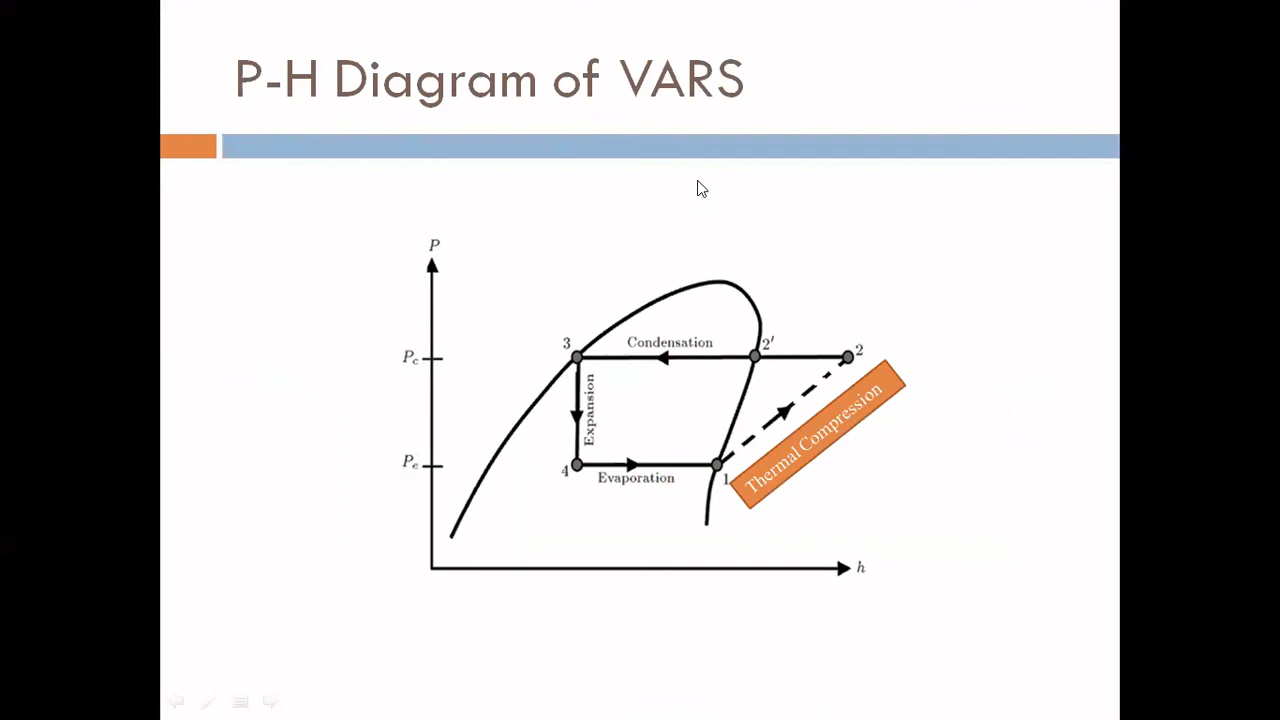 P-H Diagram of VARS
P
3
Condensation
2′
2
Pc
Expansion
Thermal Compression
Pe
4
Evaporation
1
h